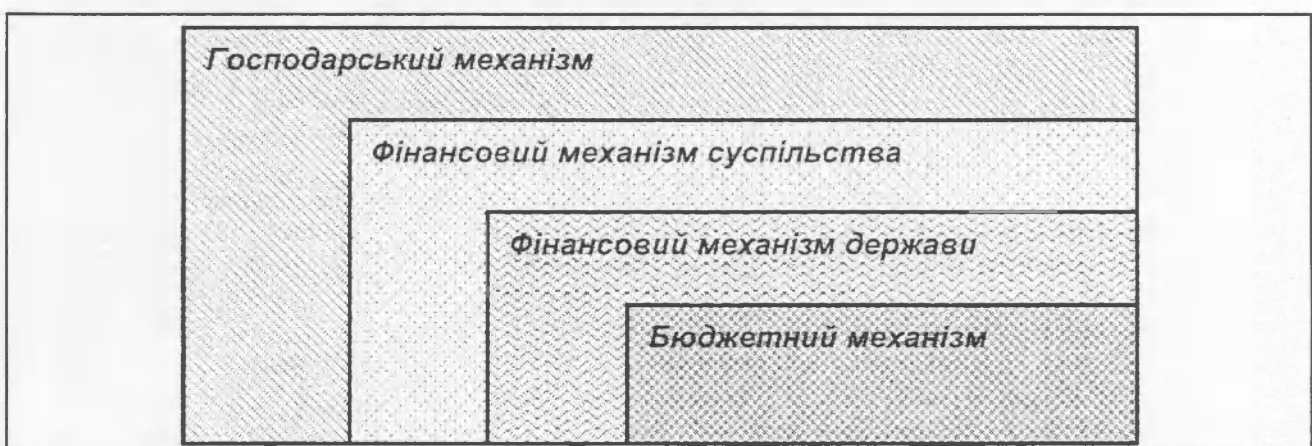 Господарський механізм
Фінансовий механізм суспільства
Фінансовий механізм держави
Бюджетний механізм